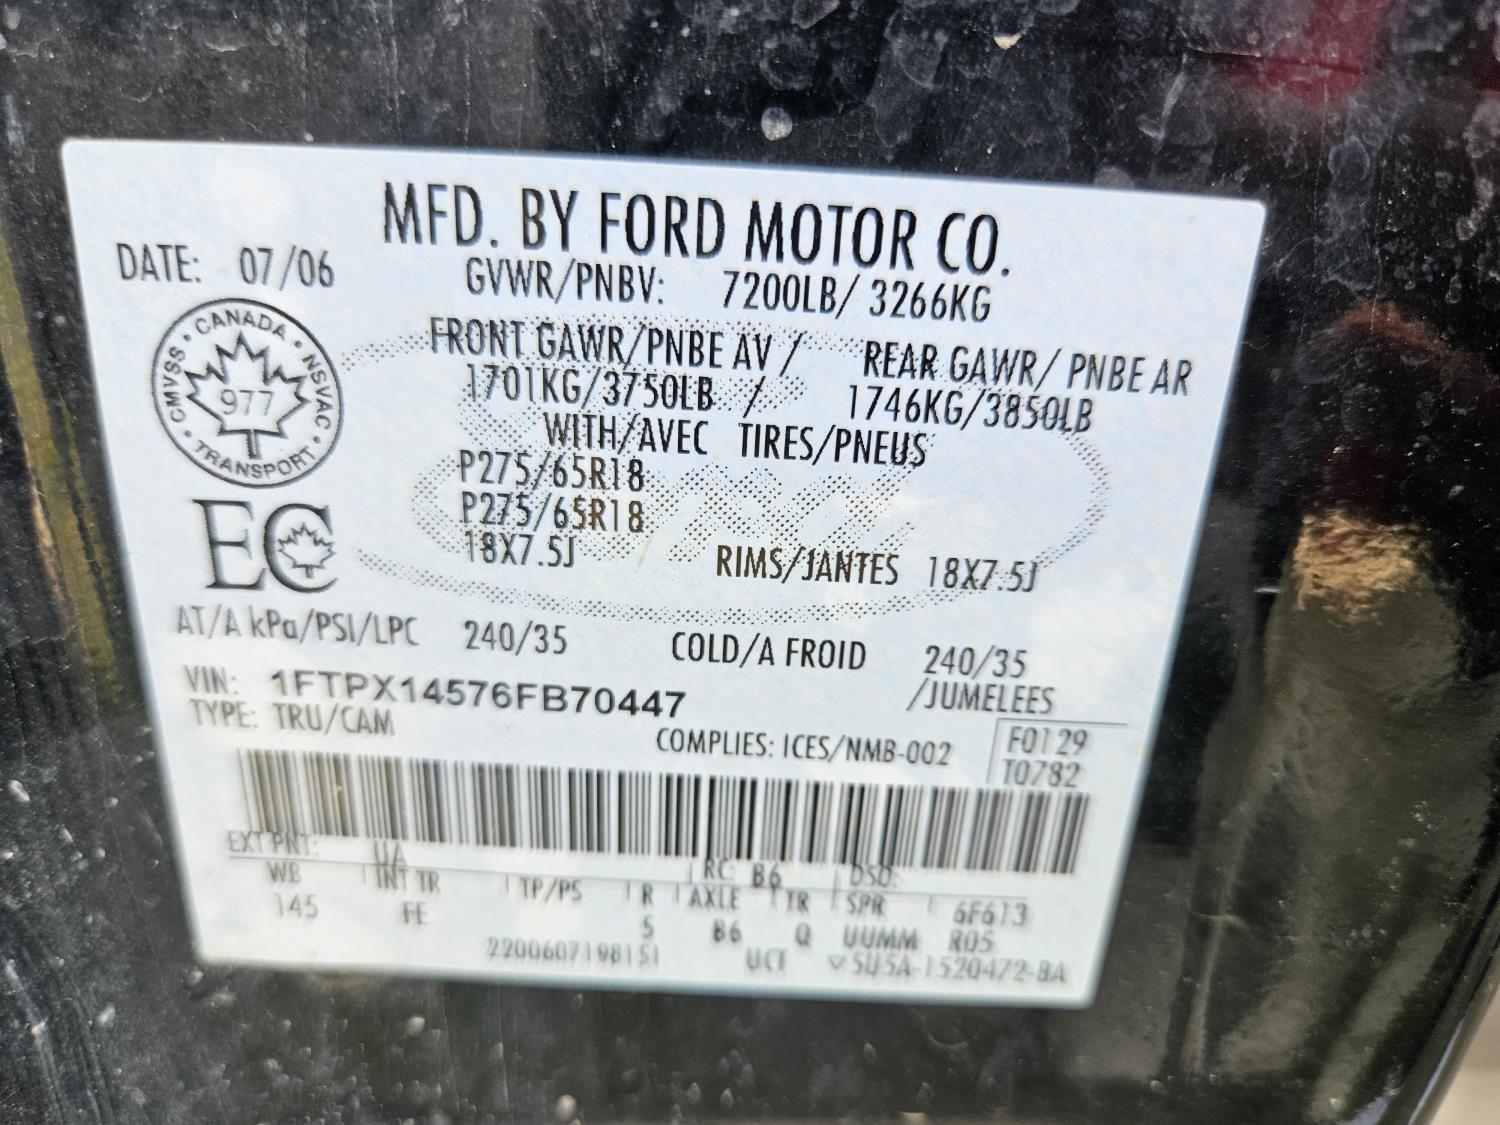 MFD. BY FORD MOTOR CO.
DATE: 07/06
GVWR/PNBV: 7200LB/ 3266KG
FRONT GAWR/PNBE AV / REAR GAWR/ PNBE AR
1701KG/3750LB / 1746KG/3850LB
WITH/AVEC TIRES/PNEUS
P275/65R18
P275/65R18
18X7.5J RIMS/JANTES 18X7.5J
CANADA · NSVAC · TRANSPORT · CMVSS ·
977
EC
AT/A kPa/PSI/LPC 240/35 COLD/A FROID 240/35
VIN: 1FTPX14576FB70447 /JUMELEES
TYPE: TRU/CAM
COMPLIES: ICES/NMB-002
F0129
T0782
EXT PNT: UA RC: B6 DSO:
WB INT TR TP/PS R AXLE TR SPR 6F613
145 FE 5 B6 Q UUMM R05
2200607198151 UCT ▽5U5A-1520472-BA